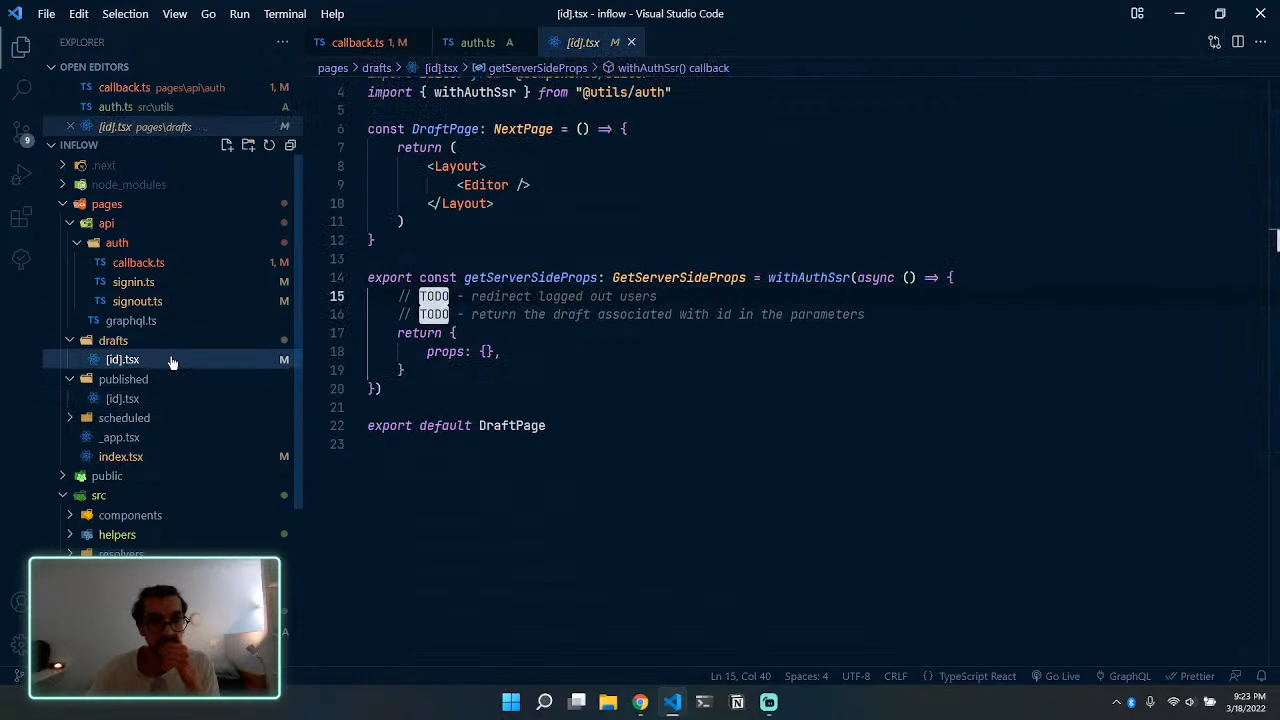 File Edit Selection View Go Run Terminal Help [id].tsx - inflow - Visual Studio Code
EXPLORER
OPEN EDITORS
callback.ts pages\api\auth 1, M
auth.ts src\utils A
[id].tsx pages\drafts ... M
INFLOW
.next
node_modules
pages
api
auth
callback.ts 1, M
signin.ts M
signout.ts M
graphql.ts
drafts
[id].tsx M
published
[id].tsx
scheduled
_app.tsx
index.tsx M
public
src
components
helpers
resolvers
A
9
callback.ts 1, M
auth.ts A
[id].tsx M
pages > drafts > [id].tsx > getServerSideProps > withAuthSsr() callback
4 import { withAuthSsr } from "@utils/auth"
5
6 const DraftPage: NextPage = () => {
7 return (
8 <Layout>
9 <Editor />
10 </Layout>
11 )
12 }
13
14 export const getServerSideProps: GetServerSideProps = withAuthSsr(async () => {
15 // TODO - redirect logged out users
16 // TODO - return the draft associated with id in the parameters
17 return {
18 props: {},
19 }
20 })
21
22 export default DraftPage
23
Ln 15, Col 40 Spaces: 4 UTF-8 CRLF {} TypeScript React Go Live GraphQL Prettier
9:23 PM
3/18/2022